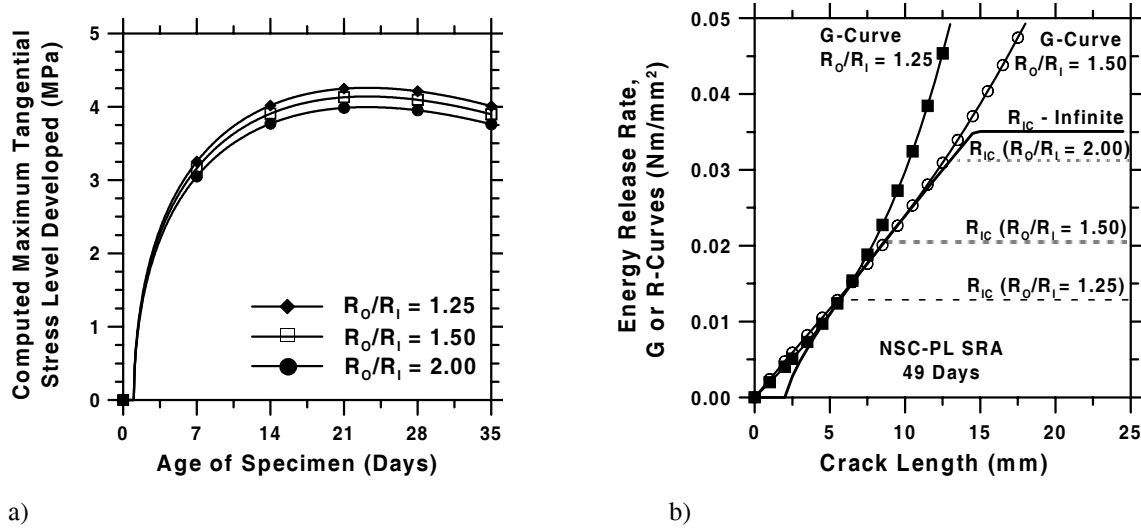 Computed Maximum Tangential
Stress Level Developed (MPa)
5
4
3
2
1
0
R_O/R_I = 1.25
R_O/R_I = 1.50
R_O/R_I = 2.00
0 7 14 21 28 35
Age of Specimen (Days)
a)
Energy Release Rate,
G or R-Curves (Nm/mm²)
0.05
0.04
0.03
0.02
0.01
0.00
G-Curve
R_O/R_I = 1.25
G-Curve
R_O/R_I = 1.50
R_IC - Infinite
R_IC (R_O/R_I = 2.00)
R_IC (R_O/R_I = 1.50)
R_IC (R_O/R_I = 1.25)
NSC-PL SRA
49 Days
0 5 10 15 20 25
Crack Length (mm)
b)